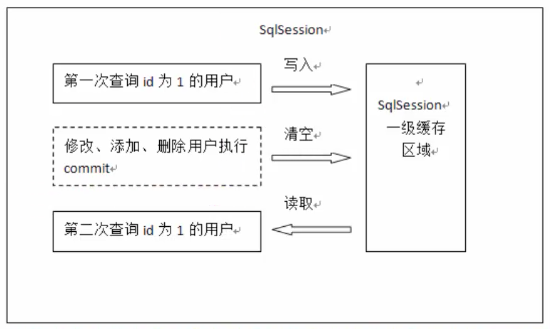 SqlSession
第一次查询 id 为 1 的用户
写入
修改、添加、删除用户执行
commit
清空
第二次查询 id 为 1 的用户
读取
SqlSession
一级缓存
区域